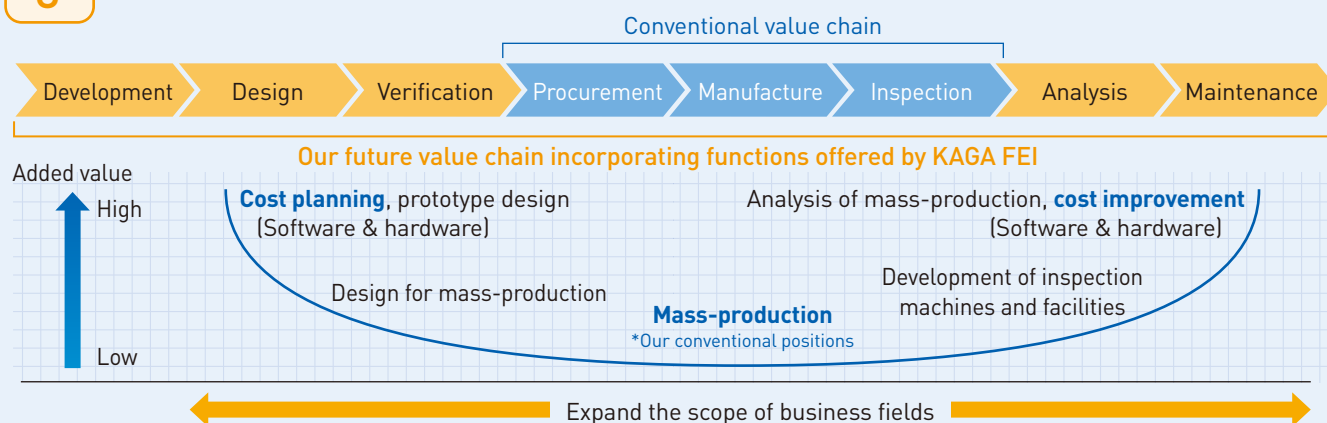 Conventional value chain
Development
Design
Verification
Procurement
Manufacture
Inspection
Analysis
Maintenance
Our future value chain incorporating functions offered by KAGA FEI
Added value
High
Low
Cost planning, prototype design
(Software & hardware)
Design for mass-production
Mass-production
*Our conventional positions
Analysis of mass-production, cost improvement
(Software & hardware)
Development of inspection
machines and facilities
Expand the scope of business fields